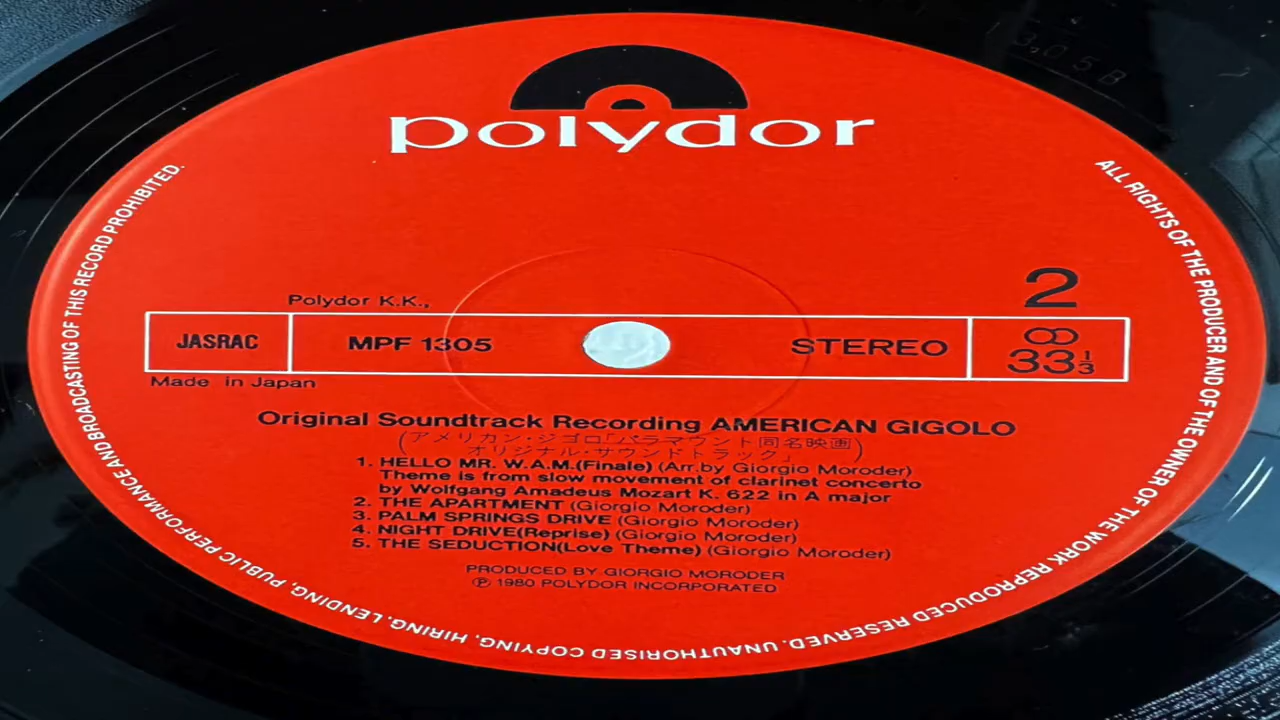 polydor
2
Polydor K.K.,
JASRAC
MPF 1305
STEREO
33 1/3
Made in Japan
Original Soundtrack Recording AMERICAN GIGOLO
(アメリカン・ジゴロ「パラマウント同名映画
オリジナル・サウンドトラック」)
1. HELLO MR. W.A.M.(Finale) (Arr.by Giorgio Moroder)
Theme is from slow movement of clarinet concerto
by Wolfgang Amadeus Mozart K. 622 in A major
2. THE APARTMENT (Giorgio Moroder)
3. PALM SPRINGS DRIVE (Giorgio Moroder)
4. NIGHT DRIVE(Reprise) (Giorgio Moroder)
5. THE SEDUCTION(Love Theme) (Giorgio Moroder)
PRODUCED BY GIORGIO MORODER
Ⓟ 1980 POLYDOR INCORPORATED
ALL RIGHTS OF THE PRODUCER AND OF THE OWNER OF THE WORK REPRODUCED RESERVED. UNAUTHORISED COPYING, HIRING, LENDING, PUBLIC PERFORMANCE AND BROADCASTING OF THIS RECORD PROHIBITED.